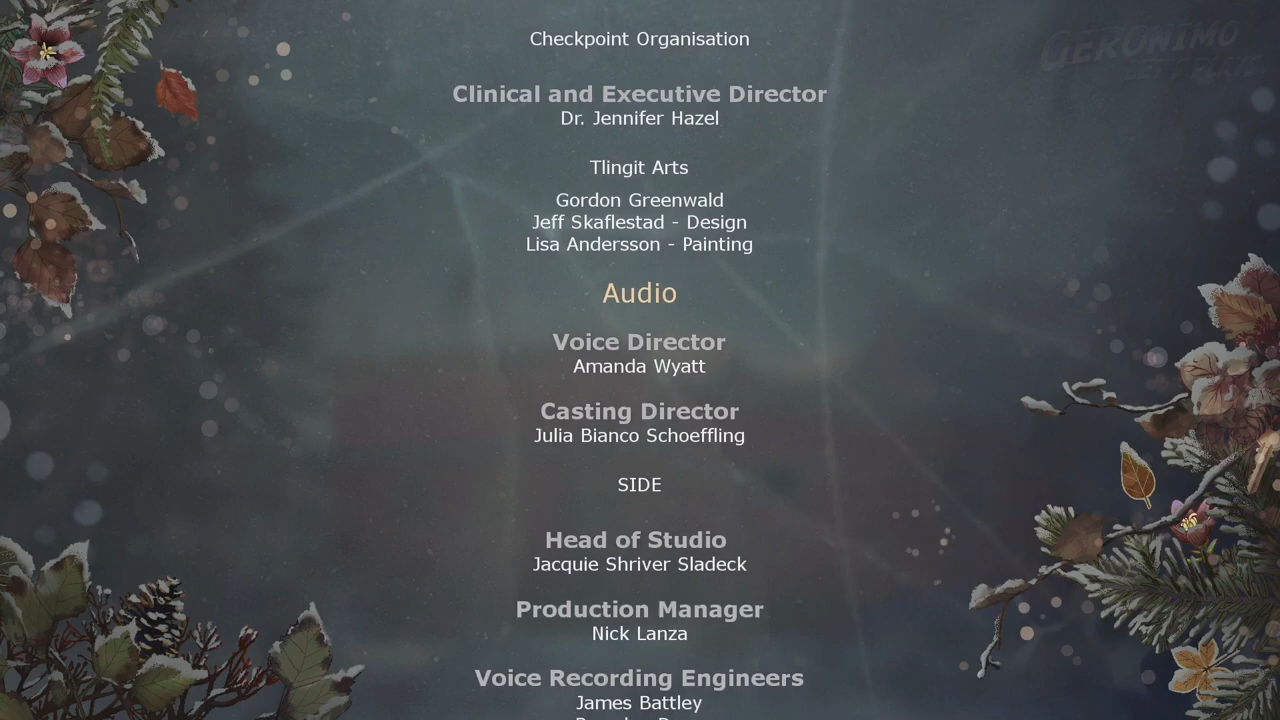 GERONIMO
Checkpoint Organisation
Clinical and Executive Director
Dr. Jennifer Hazel
Tlingit Arts
Gordon Greenwald
Jeff Skaflestad - Design
Lisa Andersson - Painting
Audio
Voice Director
Amanda Wyatt
Casting Director
Julia Bianco Schoeffling
SIDE
Head of Studio
Jacquie Shriver Sladeck
Production Manager
Nick Lanza
Voice Recording Engineers
James Battley